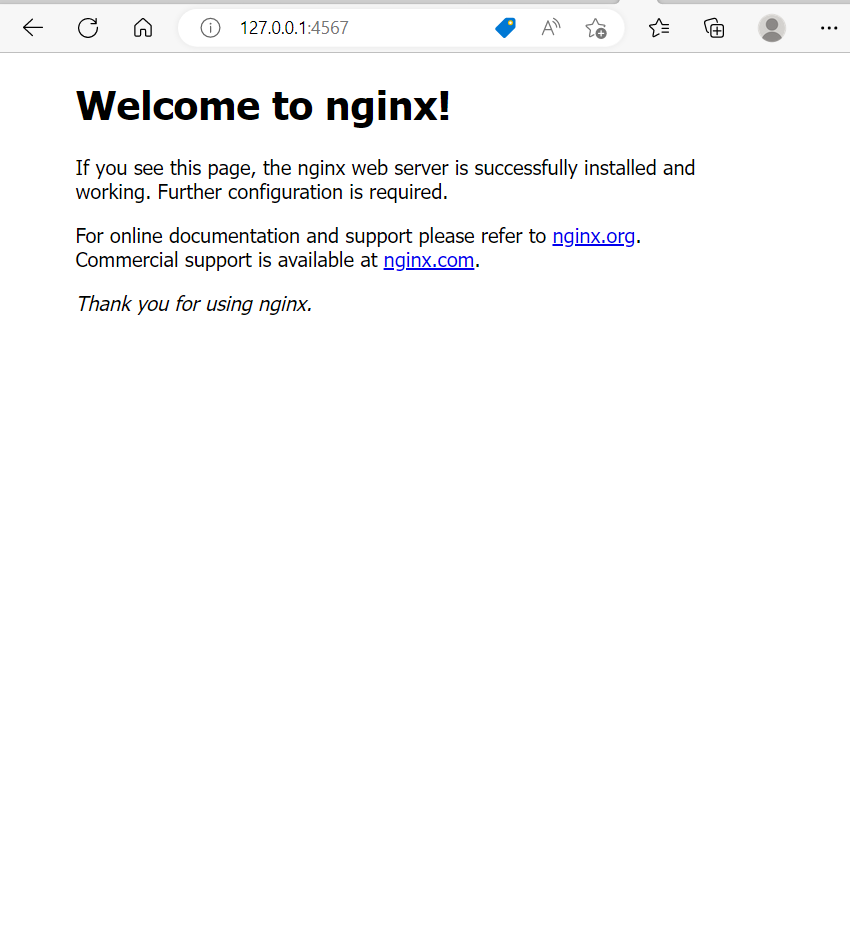 127.0.0.1:4567
Welcome to nginx!
If you see this page, the nginx web server is successfully installed and
working. Further configuration is required.
For online documentation and support please refer to nginx.org.
Commercial support is available at nginx.com.
Thank you for using nginx.